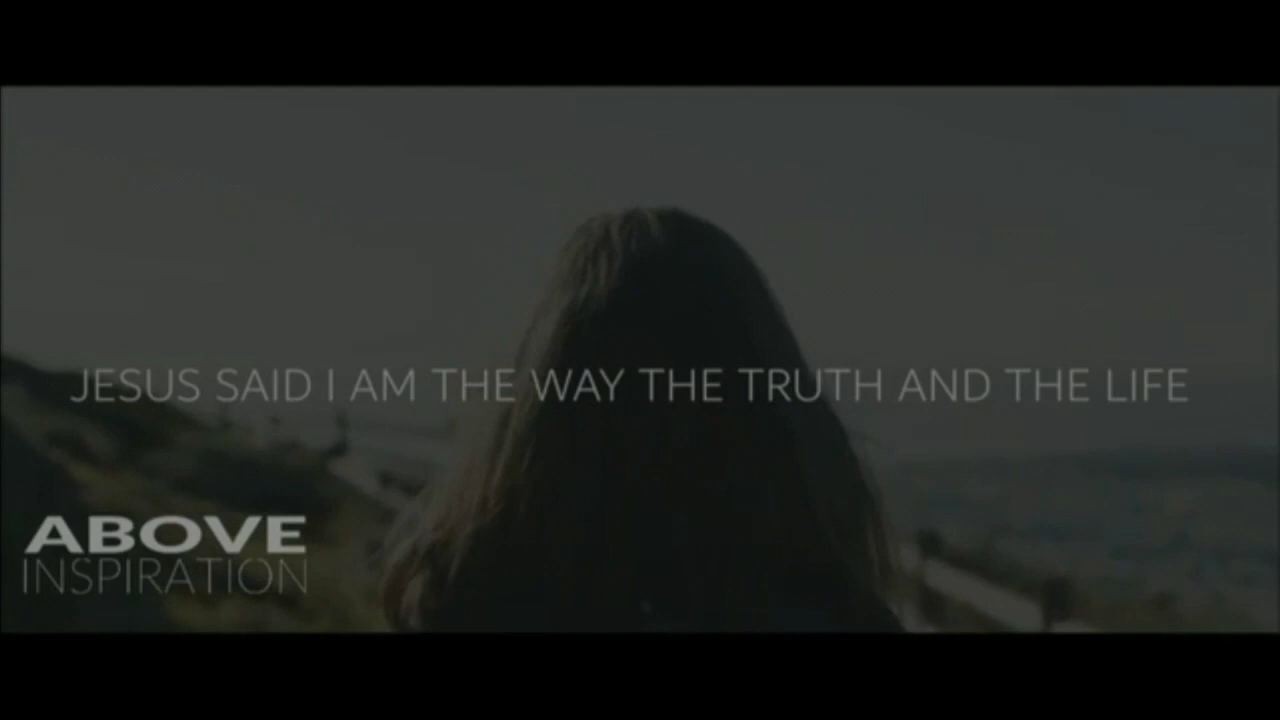 JESUS SAID I AM THE WAY THE TRUTH AND THE LIFE
ABOVE
INSPIRATION